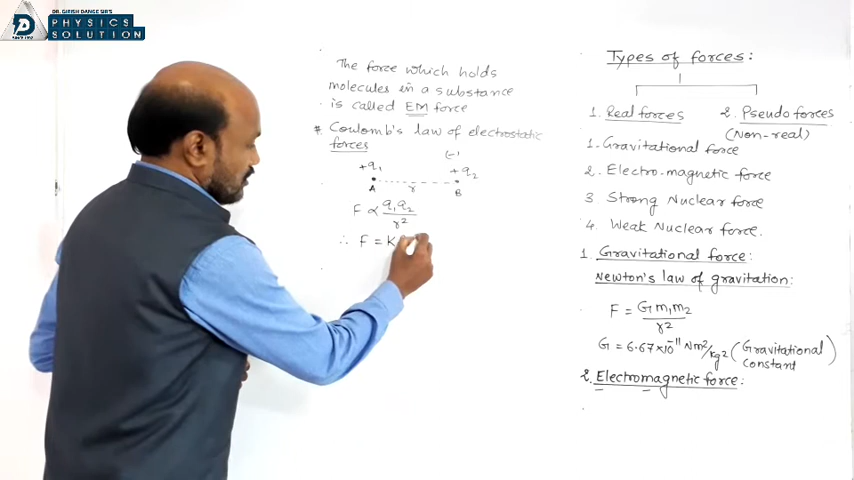 DR. GIRISH DANGE SIR'S
PHYSICS
SOLUTION
The force which holds
molecules in a substance
is called EM force
* Coulomb's law of electrostatic
forces
+q₁
(-)
+q₂
A
r
B
F ∝ q₁q₂/r²
∴ F = K
Types of forces:
1. Real forces
2. Pseudo forces
(Non-real)
1. Gravitational force
2. Electro-magnetic force
3 Strong Nuclear force
4. Weak Nuclear force.
1. Gravitational force:
Newton's law of gravitation:
F = Gm₁m₂/r²
G = 6.67×10⁻¹¹ Nm²/kg² (Gravitational
constant)
2. Electromagnetic force: